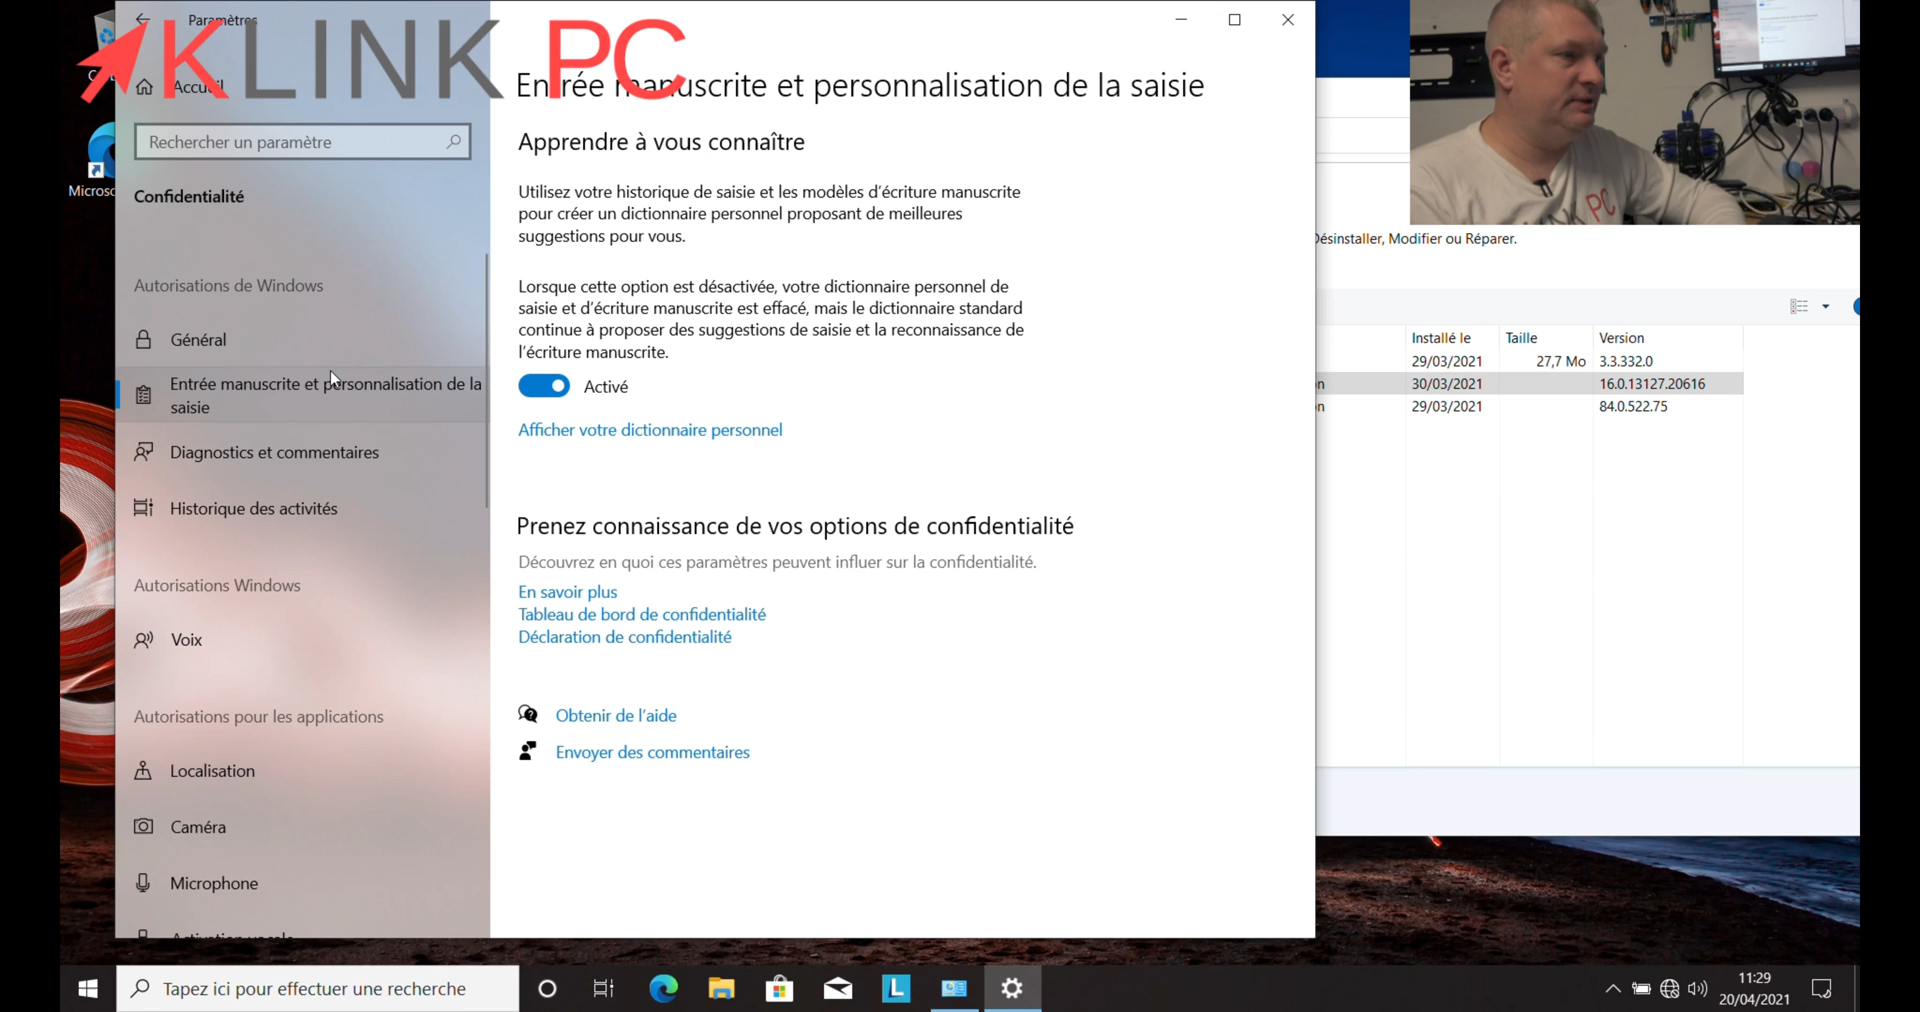 Paramètres
KLINK PC
Accueil
Entrée manuscrite et personnalisation de la saisie
Rechercher un paramètre
Confidentialité
Autorisations de Windows
Général
Entrée manuscrite et personnalisation de la
saisie
Diagnostics et commentaires
Historique des activités
Autorisations Windows
Voix
Autorisations pour les applications
Localisation
Caméra
Microphone
Activation vocale
Apprendre à vous connaître
Utilisez votre historique de saisie et les modèles d'écriture manuscrite
pour créer un dictionnaire personnel proposant de meilleures
suggestions pour vous.
Lorsque cette option est désactivée, votre dictionnaire personnel de
saisie et d'écriture manuscrite est effacé, mais le dictionnaire standard
continue à proposer des suggestions de saisie et la reconnaissance de
l'écriture manuscrite.
Activé
Afficher votre dictionnaire personnel
Prenez connaissance de vos options de confidentialité
Découvrez en quoi ces paramètres peuvent influer sur la confidentialité.
En savoir plus
Tableau de bord de confidentialité
Déclaration de confidentialité
Obtenir de l'aide
Envoyer des commentaires
Microso
PC
Désinstaller, Modifier ou Réparer.
Installé le Taille Version
29/03/2021 27,7 Mo 3.3.332.0
n 30/03/2021 16.0.13127.20616
n 29/03/2021 84.0.522.75
Tapez ici pour effectuer une recherche
L
11:29
20/04/2021